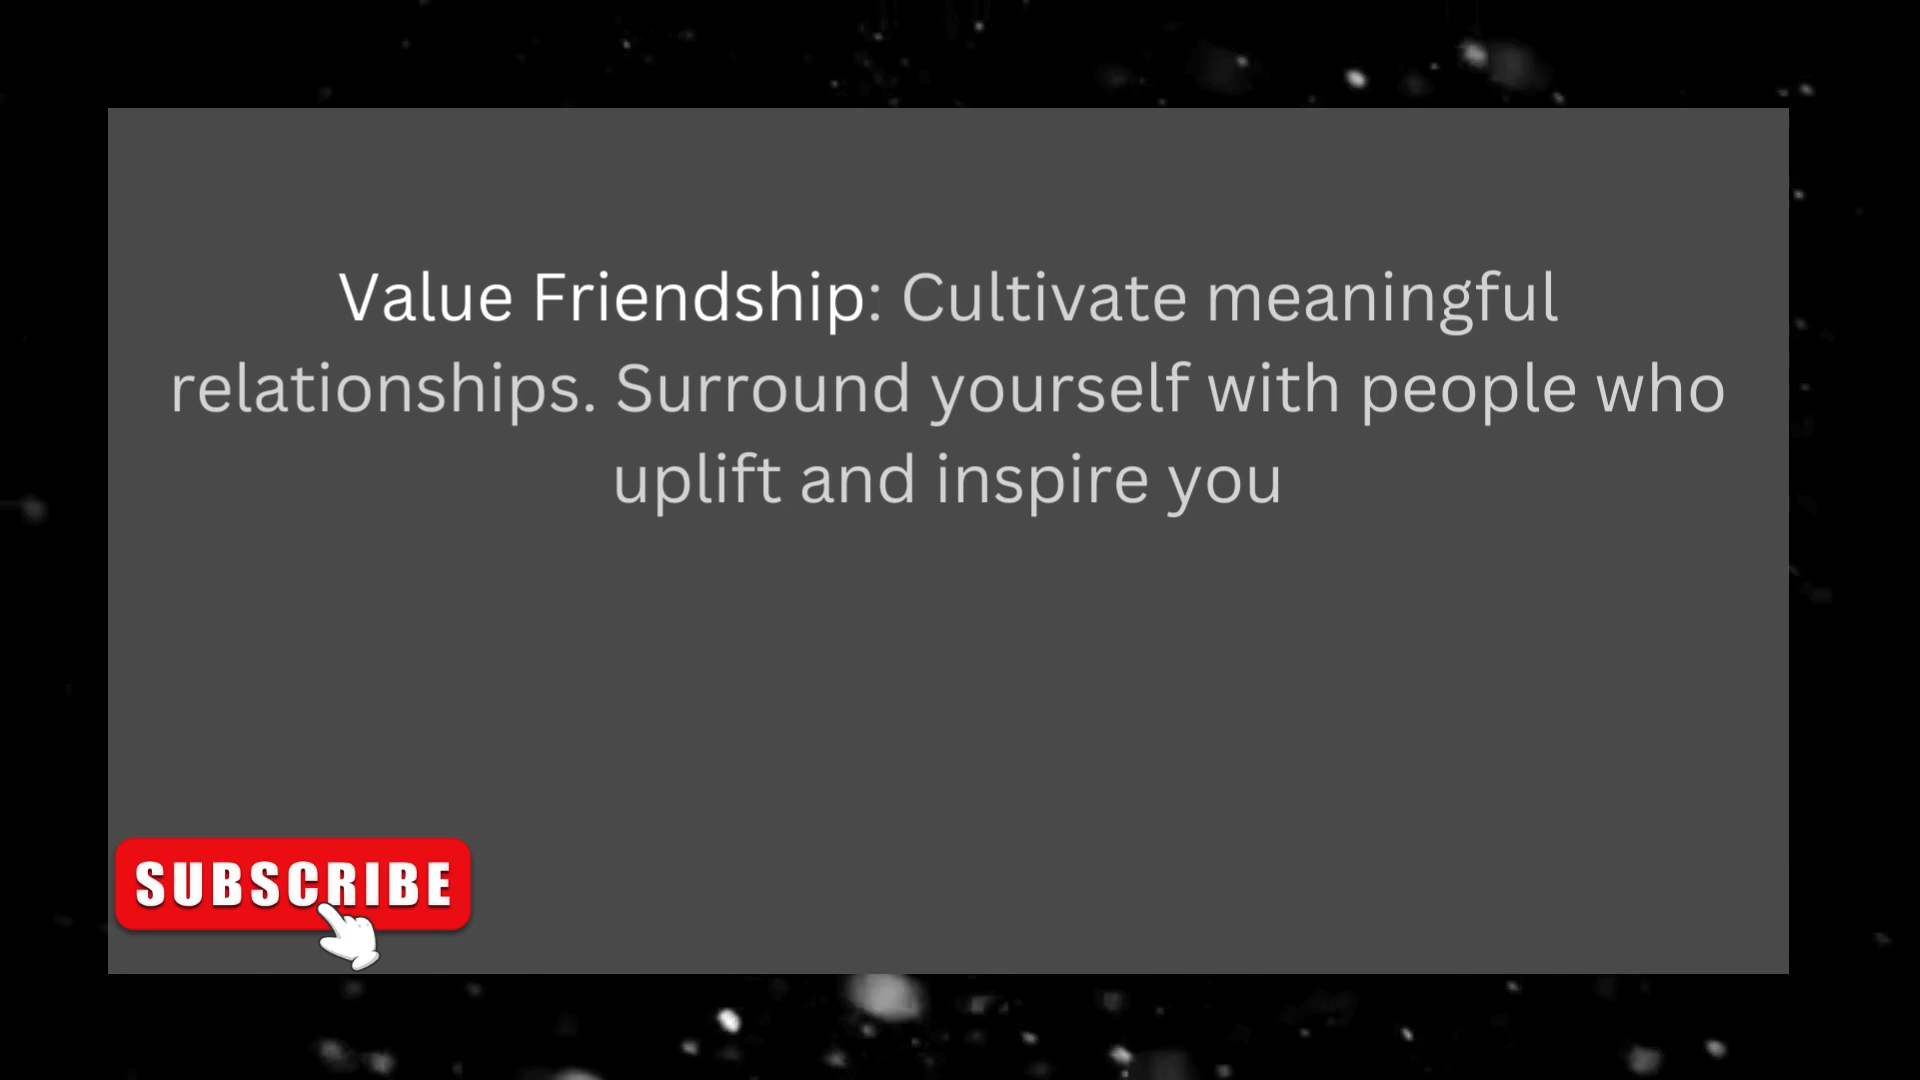 Value Friendship: Cultivate meaningful
relationships. Surround yourself with people who
uplift and inspire you
SUBSCRIBE